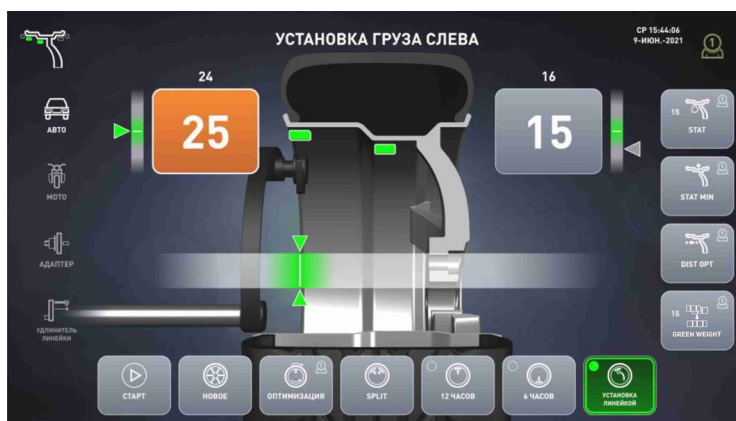 УСТАНОВКА ГРУЗА СЛЕВА
СР 15:44:06
9-ИЮН.-2021
1
24
25
16
15
АВТО
МОТО
АДАПТЕР
УДЛИНИТЕЛЬ
ЛИНЕЙКИ
15
STAT
STAT MIN
DIST OPT
15
GREEN WEIGHT
СТАРТ
НОВОЕ
ОПТИМИЗАЦИЯ
SPLIT
12 ЧАСОВ
6 ЧАСОВ
УСТАНОВКА
ЛИНЕЙКОЙ